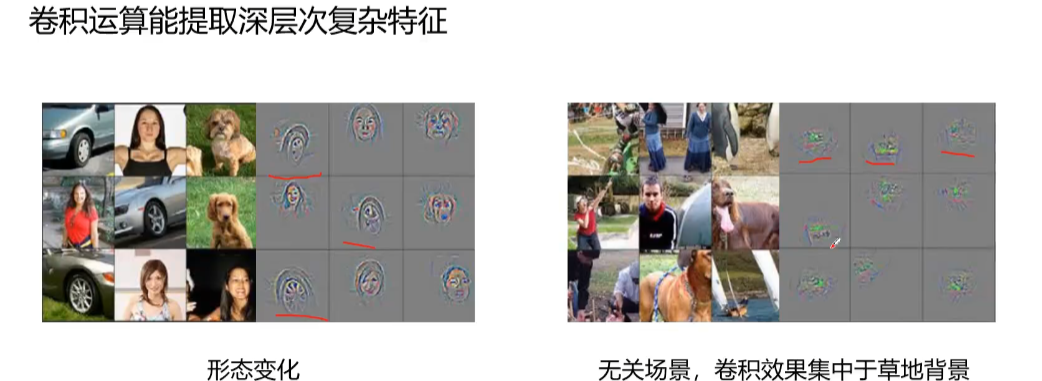 卷积运算能提取深层次复杂特征
形态变化
无关场景，卷积效果集中于草地背景